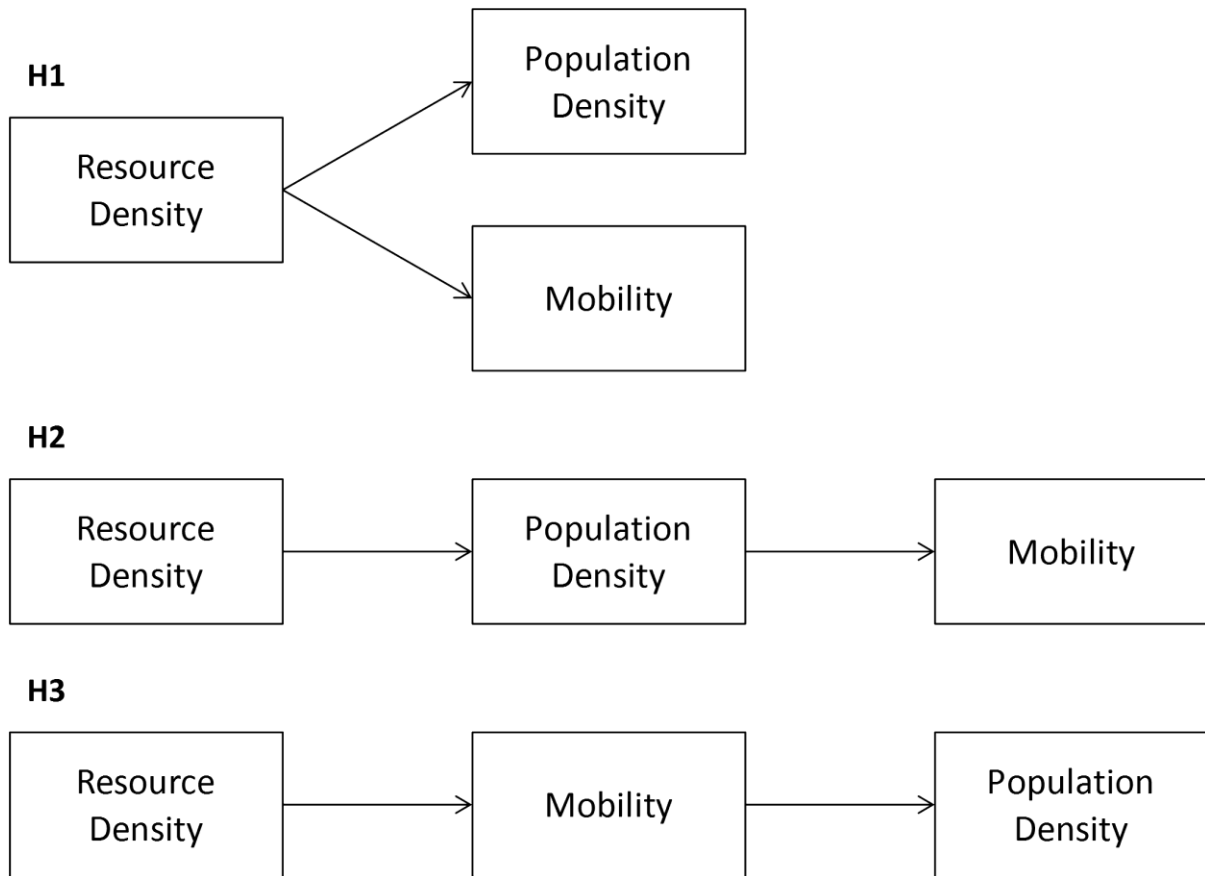 H1
Resource
Density
Population
Density
Mobility
H2
Resource
Density
Population
Density
Mobility
H3
Resource
Density
Mobility
Population
Density